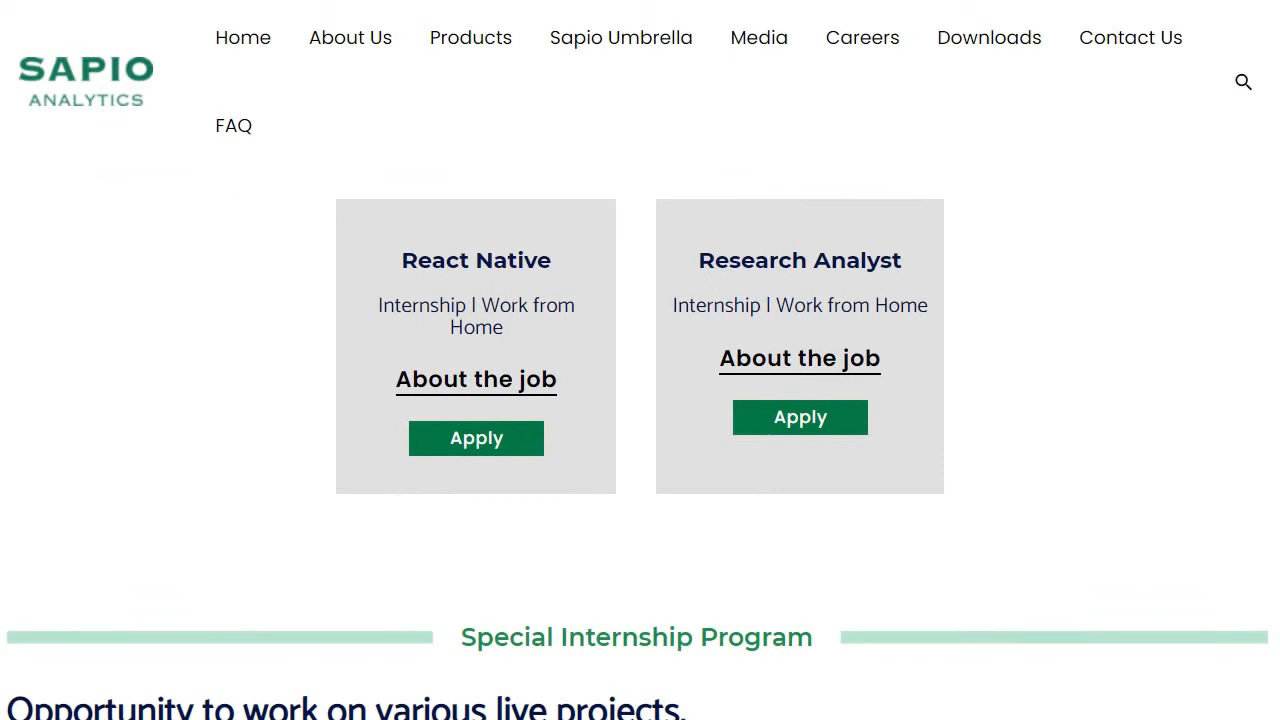 SAPIO
ANALYTICS
Home About Us Products Sapio Umbrella Media Careers Downloads Contact Us
FAQ
React Native
Internship | Work from
Home
About the job
Apply
Research Analyst
Internship | Work from Home
About the job
Apply
Special Internship Program
Opportunity to work on various live projects.